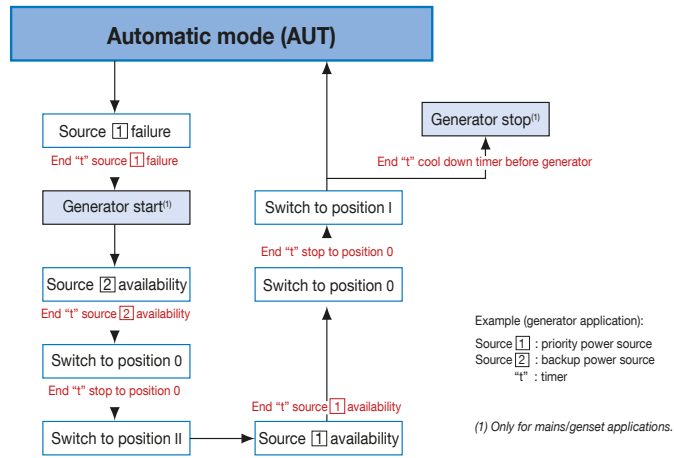 Automatic mode (AUT)
Source 1 failure
End “t” source 1 failure
Generator start(1)
Source 2 availability
End “t” source 2 availability
Switch to position 0
End “t” stop to position 0
Switch to position II
Source 1 availability
End “t” source 1 availability
Switch to position 0
End “t” stop to position 0
Switch to position I
End “t” cool down timer before generator
Generator stop(1)
Example (generator application):
Source 1 : priority power source
Source 2 : backup power source
“t” : timer
(1) Only for mains/genset applications.